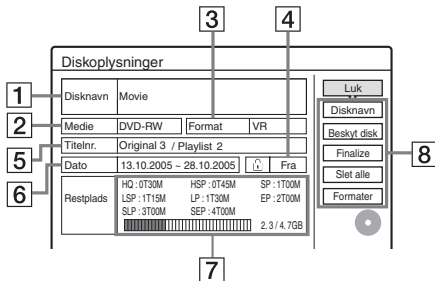 3
4
Diskoplysninger
1
Disknavn
Movie
Luk
Disknavn
2
Medie
DVD-RW
Format
VR
Beskyt disk
5
Titelnr.
Original 3 / Playlist 2
Finalize
8
6
Dato
13.10.2005 ~ 28.10.2005
Fra
Slet alle
Restplads
HQ : 0T30M HSP : 0T45M SP : 1T00M
LSP : 1T15M LP : 1T30M EP : 2T00M
SLP : 3T00M SEP : 4T00M
Formater
2.3 / 4.7GB
7